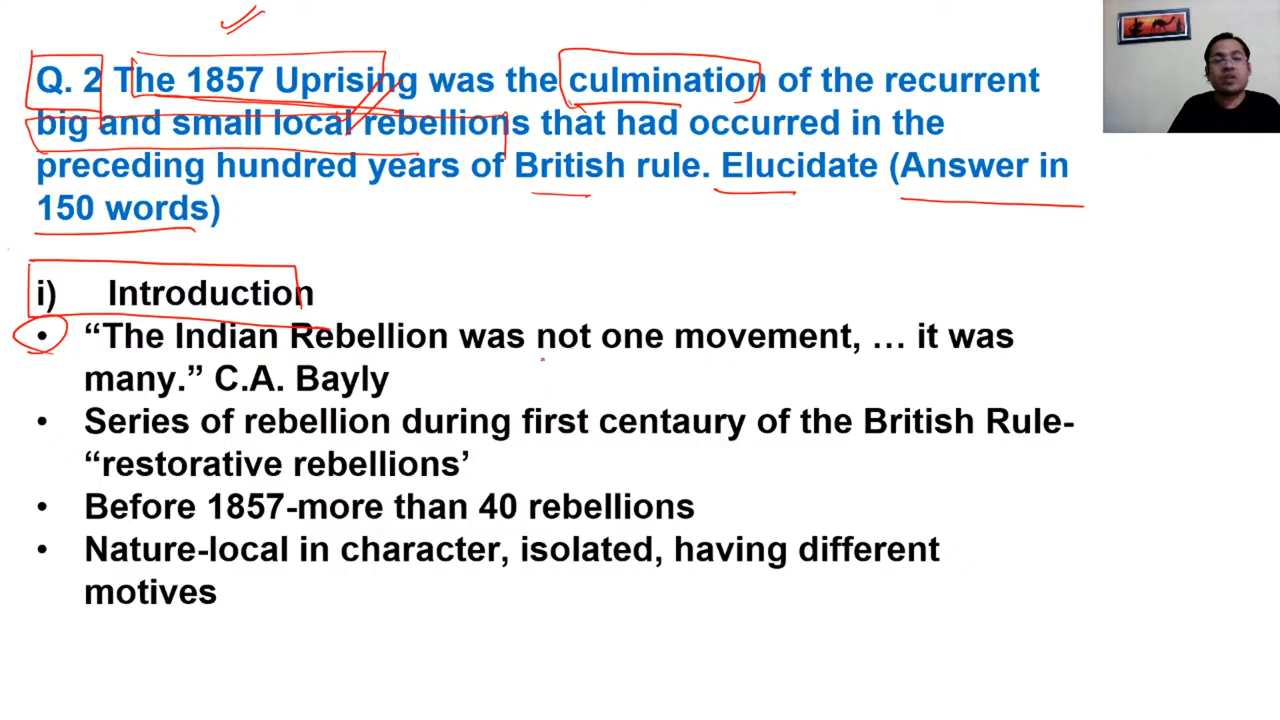 Q. 2 The 1857 Uprising was the culmination of the recurrent
big and small local rebellions that had occurred in the
preceding hundred years of British rule. Elucidate (Answer in
150 words)
i) Introduction
• “The Indian Rebellion was not one movement, … it was
many.” C.A. Bayly
• Series of rebellion during first centaury of the British Rule-
“restorative rebellions’
• Before 1857-more than 40 rebellions
• Nature-local in character, isolated, having different
motives